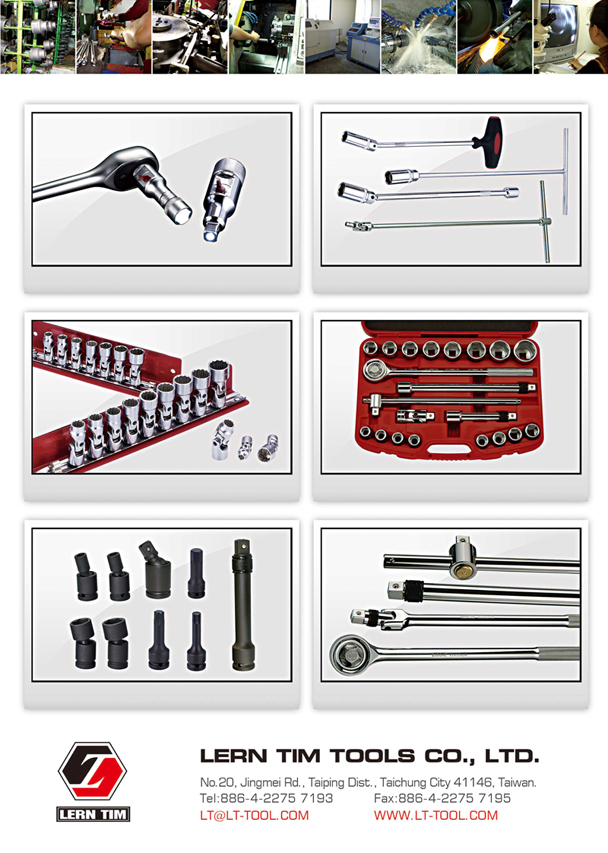 LERN TIM TOOLS CO., LTD.
No.20, Jingmei Rd., Taiping Dist., Taichung City 41146, Taiwan.
Tel:886-4-2275 7193 Fax:886-4-2275 7195
LT@LT-TOOL.COM WWW.LT-TOOL.COM
LERN TIM